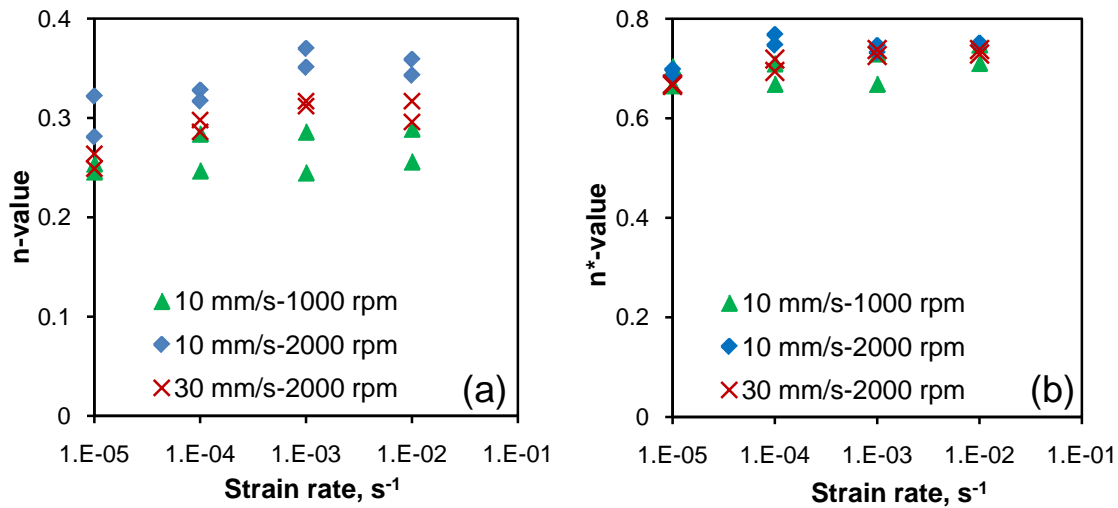 0.4
0.3
0.2
0.1
0
n-value
10 mm/s-1000 rpm
10 mm/s-2000 rpm
30 mm/s-2000 rpm
(a)
1.E-05 1.E-04 1.E-03 1.E-02 1.E-01
Strain rate, s-1
0.8
0.6
0.4
0.2
0.0
n*-value
10 mm/s-1000 rpm
10 mm/s-2000 rpm
30 mm/s-2000 rpm
(b)
1.E-05 1.E-04 1.E-03 1.E-02 1.E-01
Strain rate, s-1